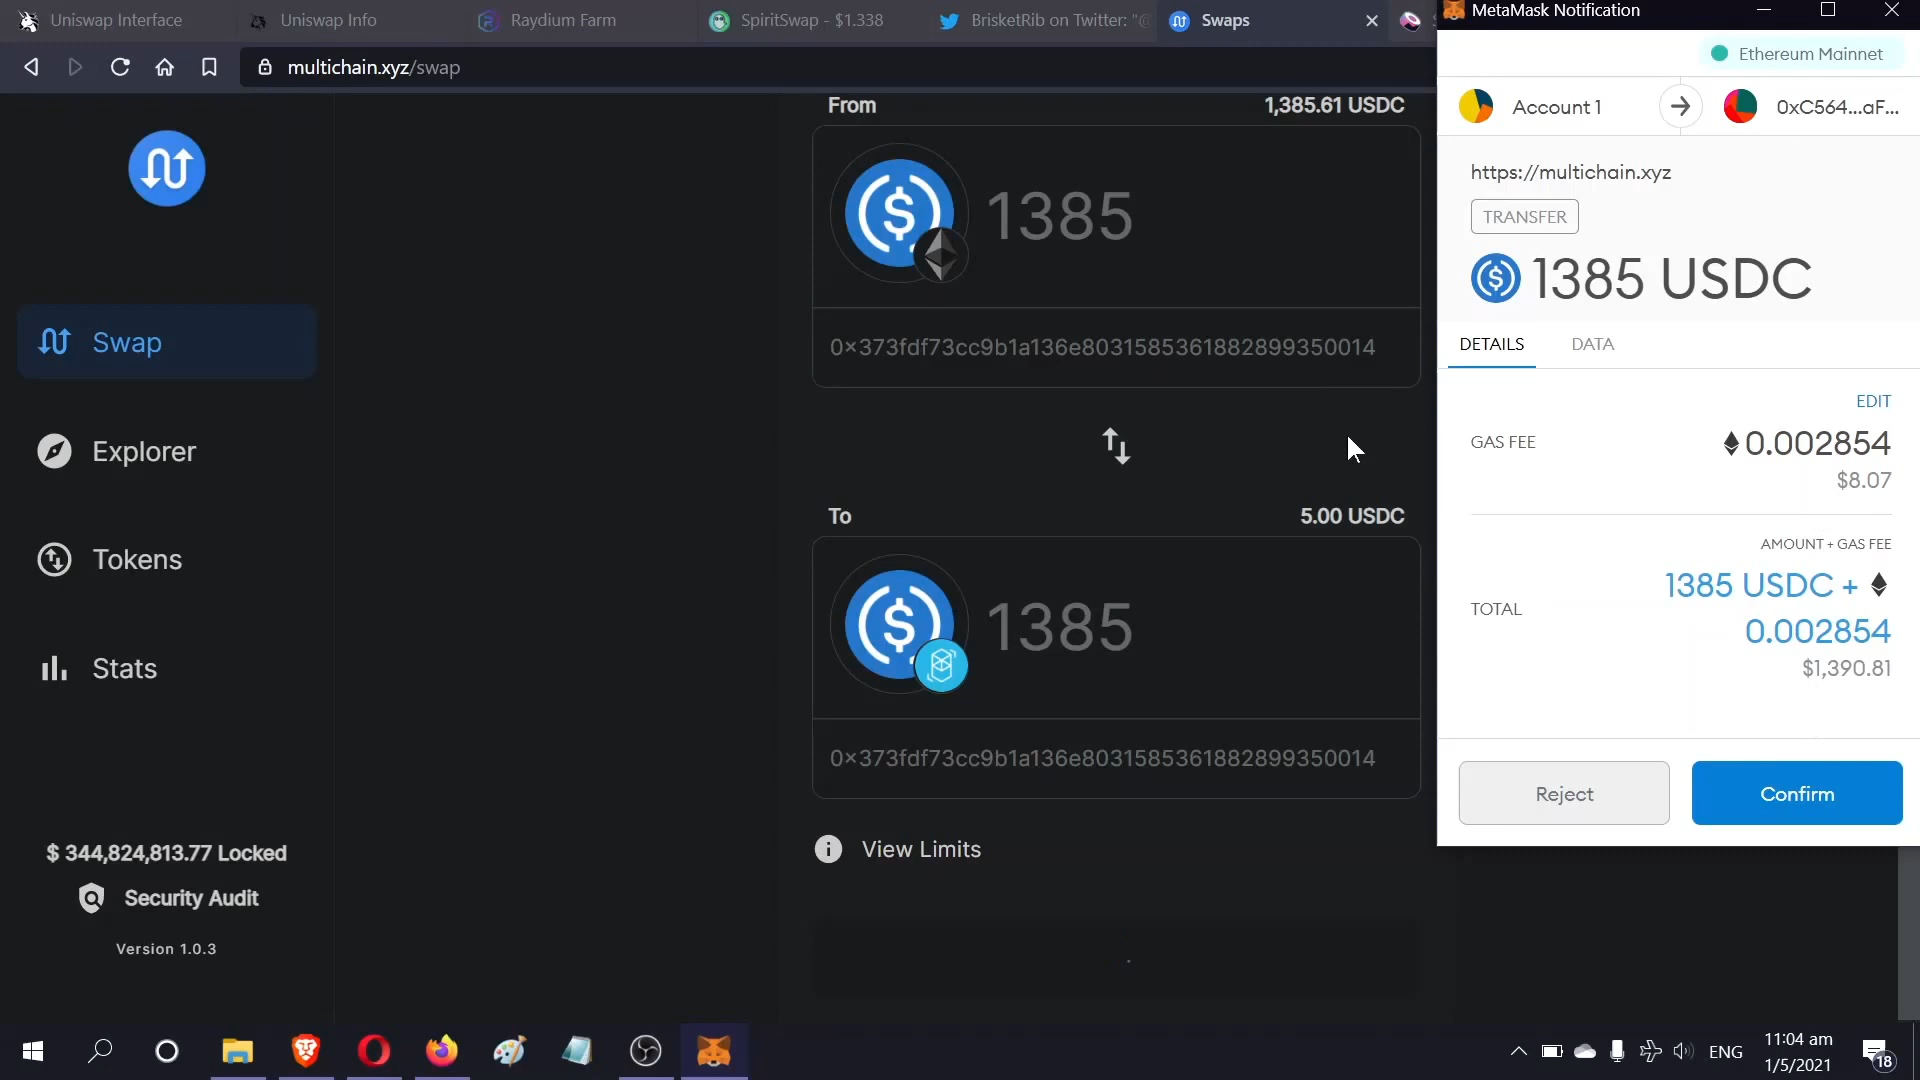 Uniswap Interface
Uniswap Info
Raydium Farm
SpiritSwap - $1.338
BrisketRib on Twitter: "@
Swaps
multichain.xyz/swap
Swap
Explorer
Tokens
Stats
$ 344,824,813.77 Locked
Security Audit
Version 1.0.3
From
1,385.61 USDC
1385
0×373fdf73cc9b1a136e8031585361882899350014
To
5.00 USDC
1385
0×373fdf73cc9b1a136e8031585361882899350014
View Limits
MetaMask Notification
Ethereum Mainnet
Account 1
0xC564...aF...
https://multichain.xyz
TRANSFER
1385 USDC
DETAILS
DATA
EDIT
GAS FEE
0.002854
$8.07
AMOUNT + GAS FEE
TOTAL
1385 USDC +
0.002854
$1,390.81
Reject
Confirm
ENG
11:04 am
1/5/2021
18